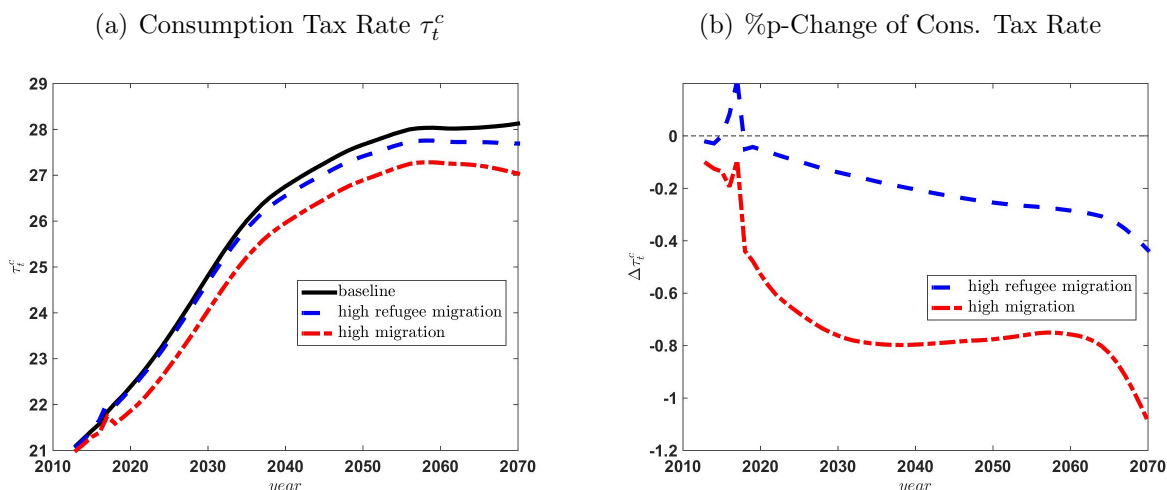 (a) Consumption Tax Rate τ_t^c
29
28
27
26
25
24
23
22
21
τ_t^c
baseline
high refugee migration
high migration
2010 2020 2030 2040 2050 2060 2070
year
(b) %p-Change of Cons. Tax Rate
0
-0.2
-0.4
-0.6
-0.8
-1
-1.2
Δτ_t^c
high refugee migration
high migration
2010 2020 2030 2040 2050 2060 2070
year